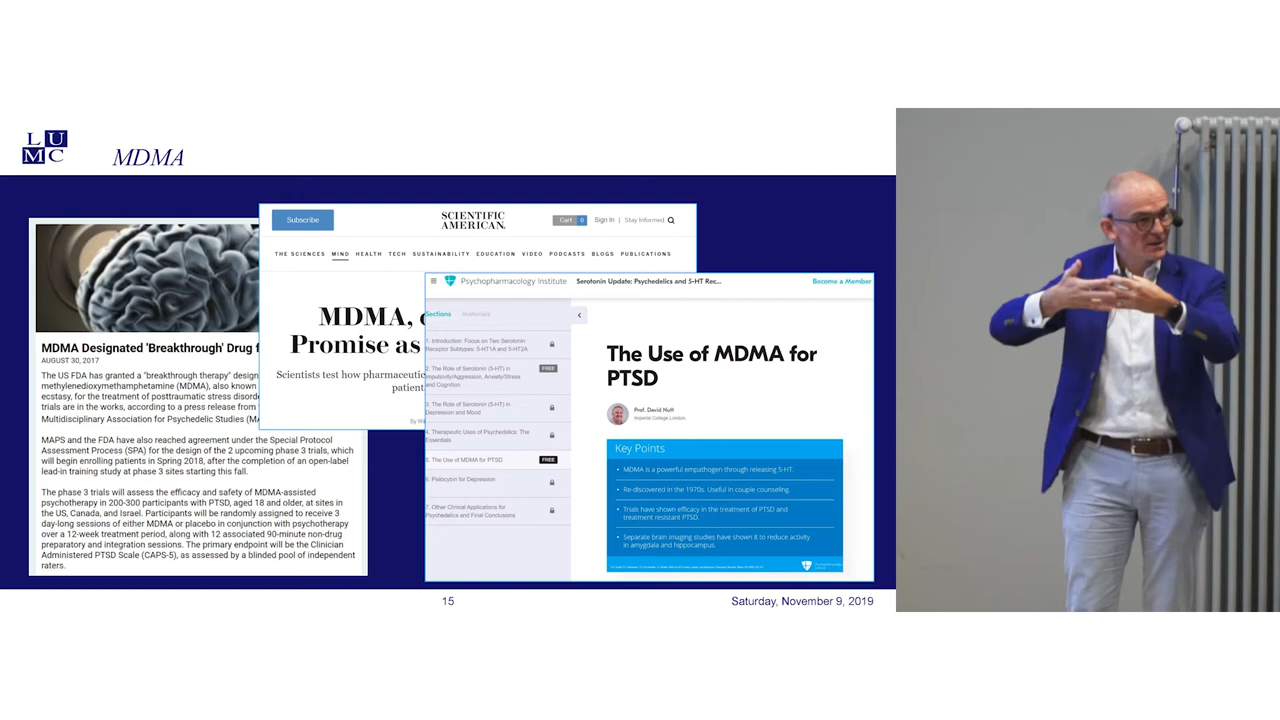 L U
M C
MDMA
MDMA Designated 'Breakthrough' Drug f
AUGUST 30, 2017
The US FDA has granted a "breakthrough therapy" desig
methylenedioxymethamphetamine (MDMA), also known
ecstasy, for the treatment of posttraumatic stress disord
trials are in the works, according to a press release from
Multidisciplinary Association for Psychedelic Studies (M
MAPS and the FDA have also reached agreement under the Special Protocol
Assessment Process (SPA) for the design of the 2 upcoming phase 3 trials, which
will begin enrolling patients in Spring 2018, after the completion of an open-label
lead-in training study at phase 3 sites starting this fall.
The phase 3 trials will assess the efficacy and safety of MDMA-assisted
psychotherapy in 200-300 participants with PTSD, aged 18 and older, at sites in
the US, Canada, and Israel. Participants will be randomly assigned to receive 3
day-long sessions of either MDMA or placebo in conjunction with psychotherapy
over a 12-week treatment period, along with 12 associated 90-minute non-drug
preparatory and integration sessions. The primary endpoint will be the Clinician
Administered PTSD Scale (CAPS-5), as assessed by a blinded pool of independent
raters.
Subscribe
SCIENTIFIC
AMERICAN.
Cart 0 Sign In | Stay Informed
THE SCIENCES MIND HEALTH TECH SUSTAINABILITY EDUCATION VIDEO PODCASTS BLOGS PUBLICATIONS
MDMA,
Promise as
Scientists test how pharmaceutic
patien
By
Psychopharmacology Institute
Serotonin Update: Psychedelics and 5-HT Rec...
Become a Member
Sections Materials
1. Introduction: Focus on Two Serotonin
Receptor Subtypes: 5-HT1A and 5-HT2A
2. The Role of Serotonin (5-HT) in
Impulsivity/Aggression, Anxiety/Stress
and Cognition
FREE
3. The Role of Serotonin (5-HT) in
Depression and Mood
4. Therapeutic Uses of Psychedelics: The
Essentials
5. The Use of MDMA for PTSD
FREE
6. Psilocybin for Depression
7. Other Clinical Applications for
Psychedelics and Final Conclusions
The Use of MDMA for
PTSD
Prof. David Nutt
Imperial College London.
Key Points
• MDMA is a powerful empathogen through releasing 5-HT.
• Re-discovered in the 1970s. Useful in couple counseling.
• Trials have shown efficacy in the treatment of PTSD and
treatment resistant PTSD.
• Separate brain imaging studies have shown it to reduce activity
in amygdala and hippocampus.
Psychopharmacology
Institute
15
Saturday, November 9, 2019